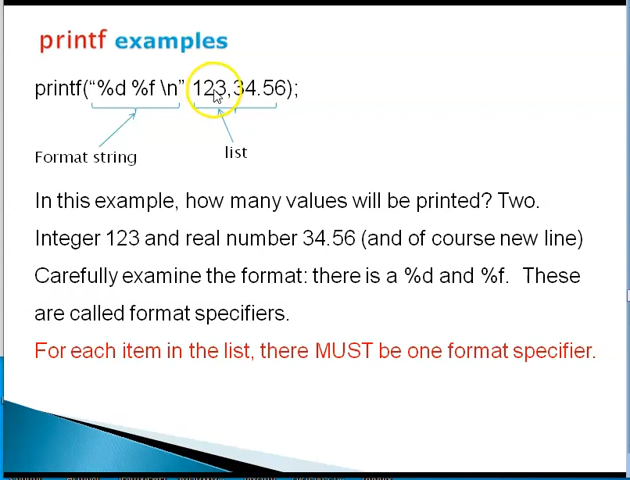 printf examples
printf(“%d %f \n” 123,34.56);
Format string
list
In this example, how many values will be printed? Two.
Integer 123 and real number 34.56 (and of course new line)
Carefully examine the format: there is a %d and %f. These
are called format specifiers.
For each item in the list, there MUST be one format specifier.